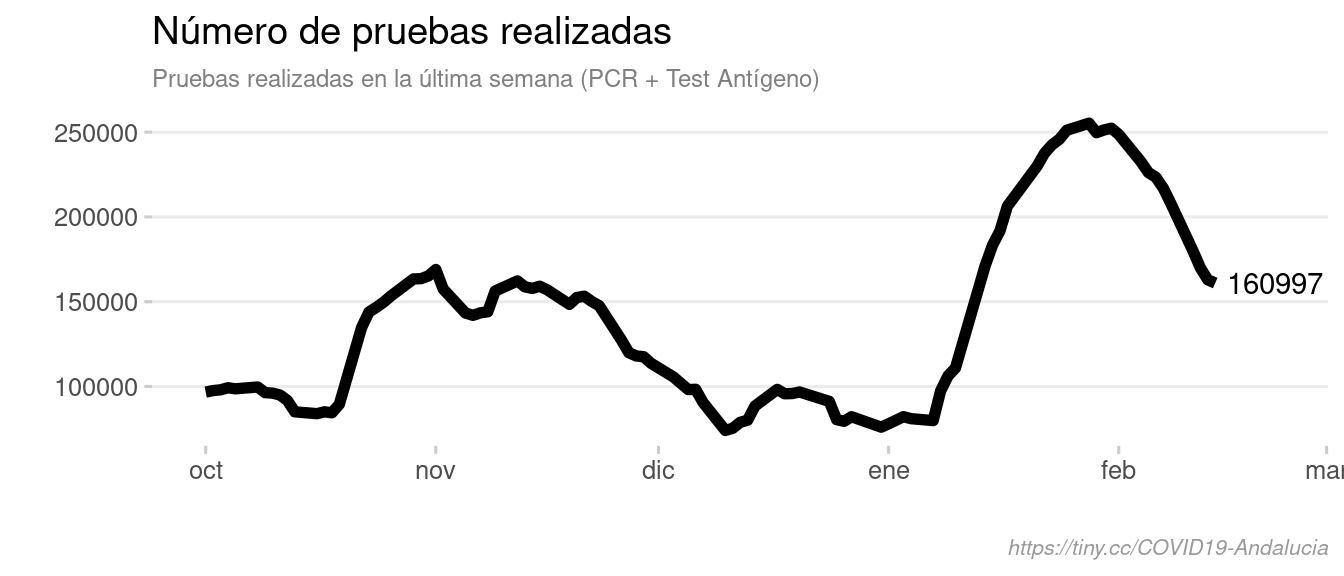 Número de pruebas realizadas
Pruebas realizadas en la última semana (PCR + Test Antígeno)
250000
200000
160997
150000
100000
oct nov dic ene feb mar
https://tiny.cc/COVID19-Andalucia